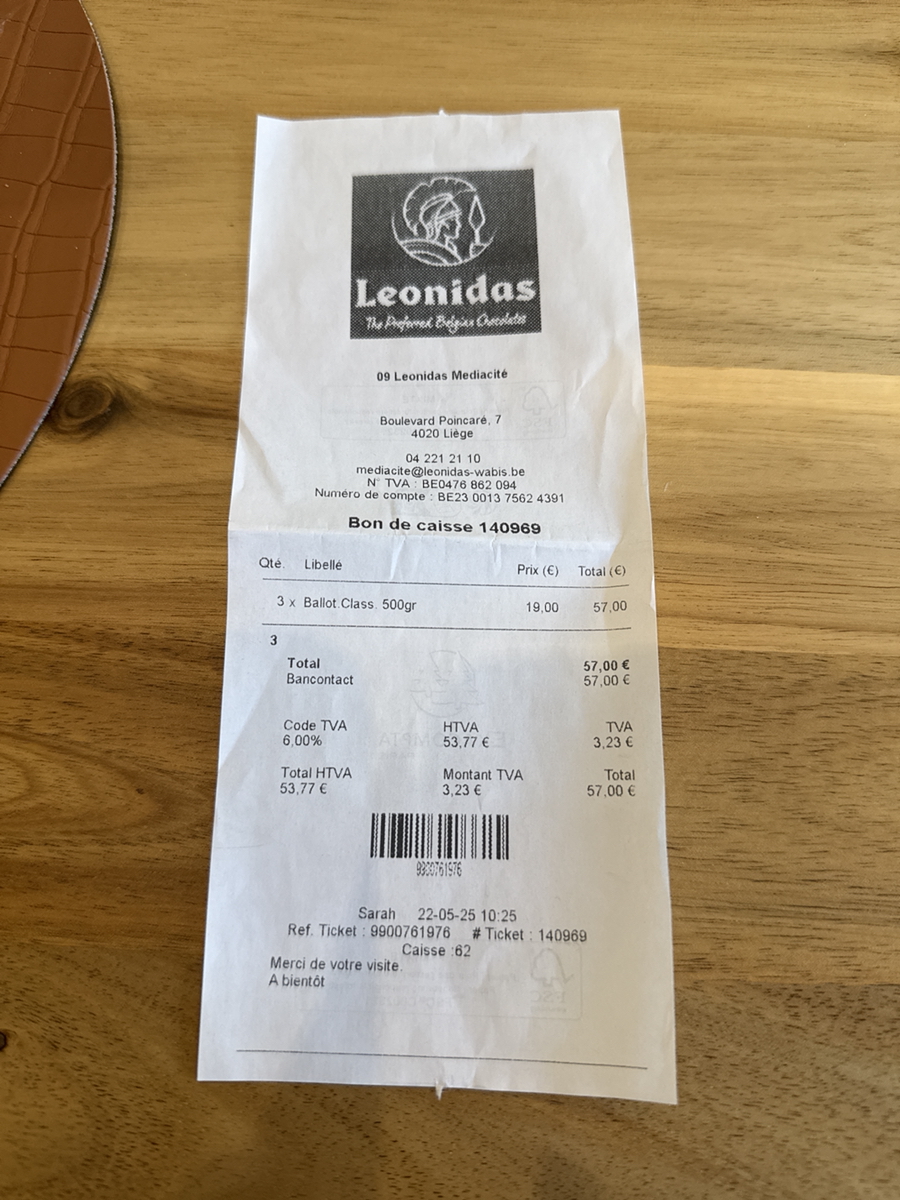 Leonidas
The Preferred Belgian Chocolates
09 Leonidas Mediacité
Boulevard Poincaré, 7
4020 Liège
04 221 21 10
mediacite@leonidas-wabis.be
N° TVA : BE0476 862 094
Numéro de compte : BE23 0013 7562 4391
Bon de caisse 140969
Qté. Libellé Prix (€) Total (€)
3 x Ballot.Class. 500gr 19,00 57,00
3
Total 57,00 €
Bancontact 57,00 €
Code TVA HTVA TVA
6,00% 53,77 € 3,23 €
Total HTVA Montant TVA Total
53,77 € 3,23 € 57,00 €
Sarah 22-05-25 10:25
Ref. Ticket : 9900761976 # Ticket : 140969
Caisse :62
Merci de votre visite.
A bientôt